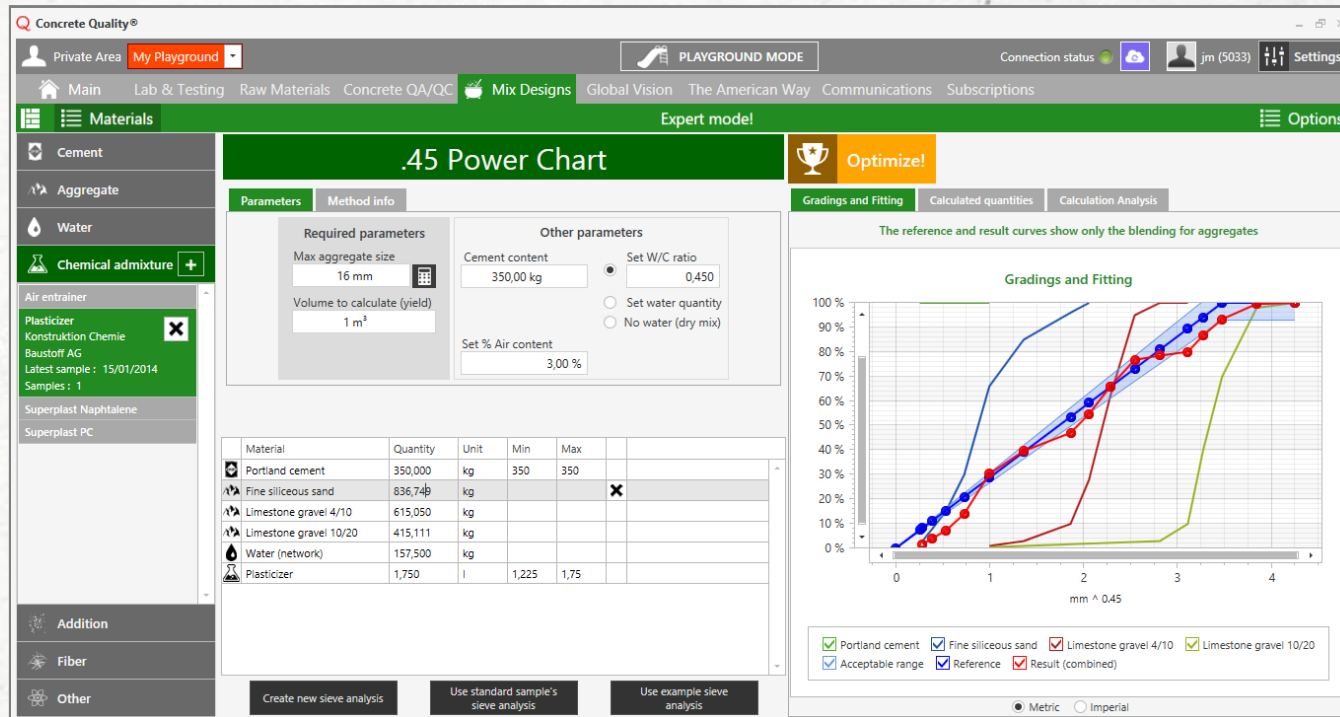 Concrete Quality®
Private Area My Playground
PLAYGROUND MODE
Connection status
jm (5033)
Settings
Main Lab & Testing Raw Materials Concrete QA/QC Mix Designs Global Vision The American Way Communications Subscriptions
Materials
Expert mode!
Options
Cement
Aggregate
Water
Chemical admixture +
Air entrainer
Plasticizer
Konstruktion Chemie
Baustoff AG
Latest sample : 15/01/2014
Samples : 1
Superplast Naphtalene
Superplast PC
Addition
Fiber
Other
.45 Power Chart
Parameters Method info
Required parameters
Max aggregate size
16 mm
Volume to calculate (yield)
1 m³
Other parameters
Cement content
350,00 kg
Set W/C ratio
0,450
Set water quantity
No water (dry mix)
Set % Air content
3,00 %
Material Quantity Unit Min Max
Portland cement 350,000 kg 350 350
Fine siliceous sand 836,749 kg
Limestone gravel 4/10 615,050 kg
Limestone gravel 10/20 415,111 kg
Water (network) 157,500 kg
Plasticizer 1,750 l 1,225 1,75
Create new sieve analysis
Use standard sample's
sieve analysis
Use example sieve
analysis
Optimize!
Gradings and Fitting Calculated quantities Calculation Analysis
The reference and result curves show only the blending for aggregates
Gradings and Fitting
100 %
90 %
80 %
70 %
60 %
50 %
40 %
30 %
20 %
10 %
0 %
0 1 2 3 4
mm ^ 0.45
Portland cement Fine siliceous sand Limestone gravel 4/10 Limestone gravel 10/20
Acceptable range Reference Result (combined)
Metric Imperial